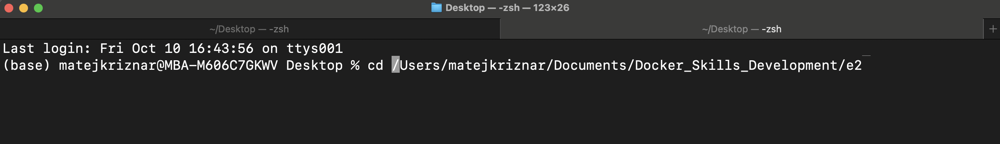 Desktop — -zsh — 123×26
~/Desktop — -zsh
~/Desktop — -zsh
+
Last login: Fri Oct 10 16:43:56 on ttys001
(base) matejkriznar@MBA-M606C7GKWV Desktop % cd /Users/matejkriznar/Documents/Docker_Skills_Development/e2